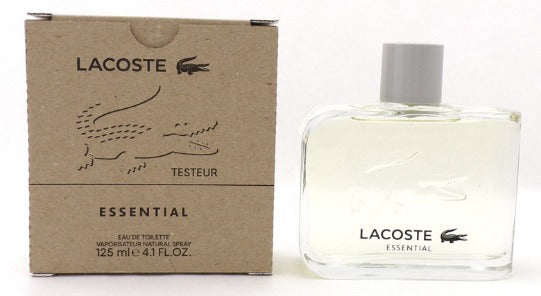 LACOSTE
TESTEUR
ESSENTIAL
EAU DE TOILETTE
VAPORISATEUR NATURAL SPRAY
125 ml e 4.1 FL.OZ.
LACOSTE
ESSENTIAL